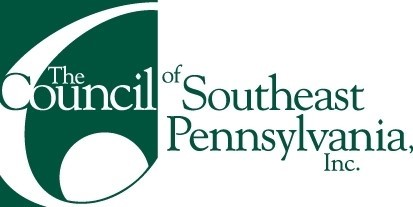 The
Council of Southeast
Pennsylvania,
Inc.